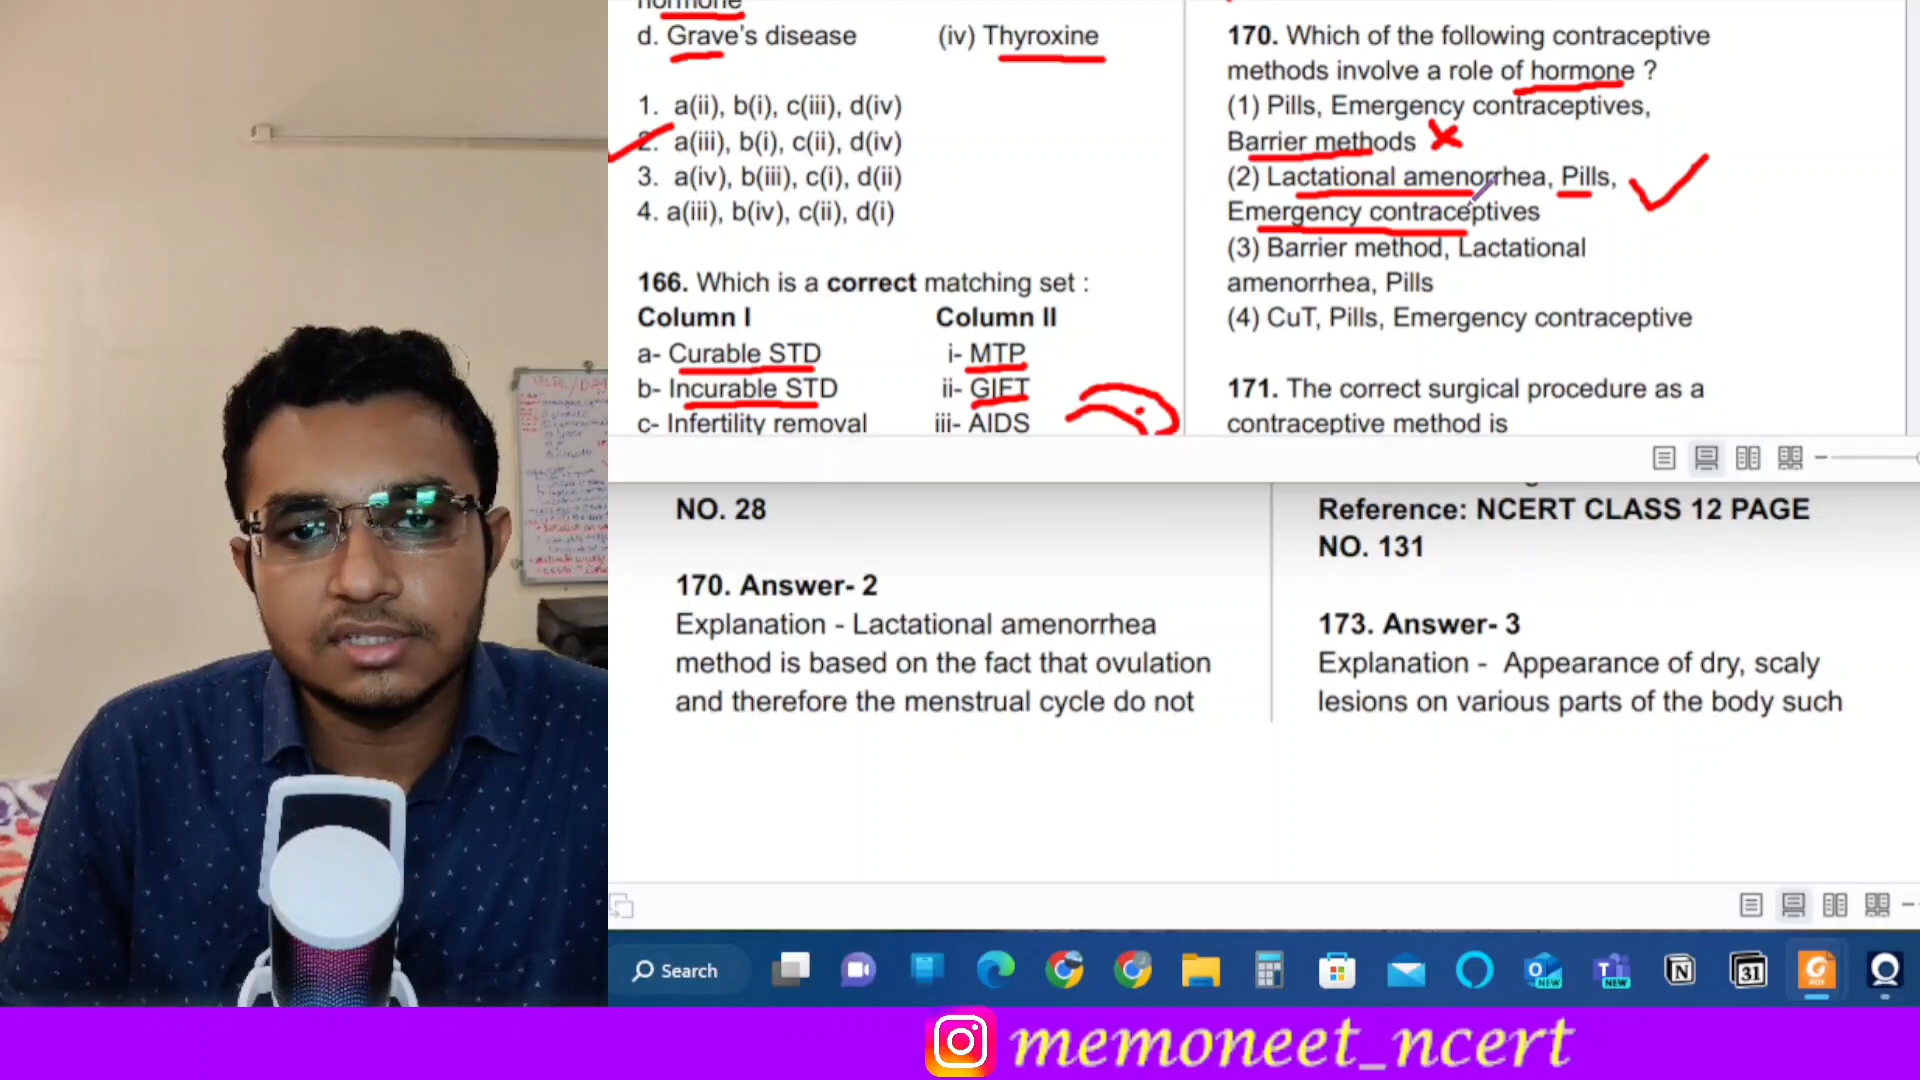 hormone
d. Grave's disease (iv) Thyroxine
1. a(ii), b(i), c(iii), d(iv)
2. a(iii), b(i), c(ii), d(iv)
3. a(iv), b(iii), c(i), d(ii)
4. a(iii), b(iv), c(ii), d(i)
166. Which is a correct matching set :
Column I Column II
a- Curable STD i- MTP
b- Incurable STD ii- GIFT
c- Infertility removal iii- AIDS
170. Which of the following contraceptive
methods involve a role of hormone ?
(1) Pills, Emergency contraceptives,
Barrier methods
(2) Lactational amenorrhea, Pills,
Emergency contraceptives
(3) Barrier method, Lactational
amenorrhea, Pills
(4) CuT, Pills, Emergency contraceptive
171. The correct surgical procedure as a
contraceptive method is
NO. 28
170. Answer- 2
Explanation - Lactational amenorrhea
method is based on the fact that ovulation
and therefore the menstrual cycle do not
Reference: NCERT CLASS 12 PAGE
NO. 131
173. Answer- 3
Explanation - Appearance of dry, scaly
lesions on various parts of the body such
Search
NEW
NEW
31
memoneet_ncert